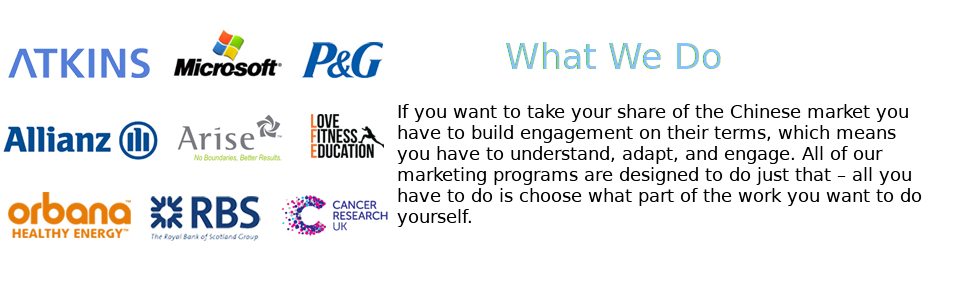 ATKINS
Microsoft®
P&G
What We Do
Allianz
Arise™
No Boundaries, Better Results.
LOVE
FITNESS
EDUCATION
If you want to take your share of the Chinese market you
have to build engagement on their terms, which means
you have to understand, adapt, and engage. All of our
marketing programs are designed to do just that – all you
have to do is choose what part of the work you want to do
yourself.
orbana™
HEALTHY ENERGY™
RBS
The Royal Bank of Scotland Group
CANCER
RESEARCH
UK